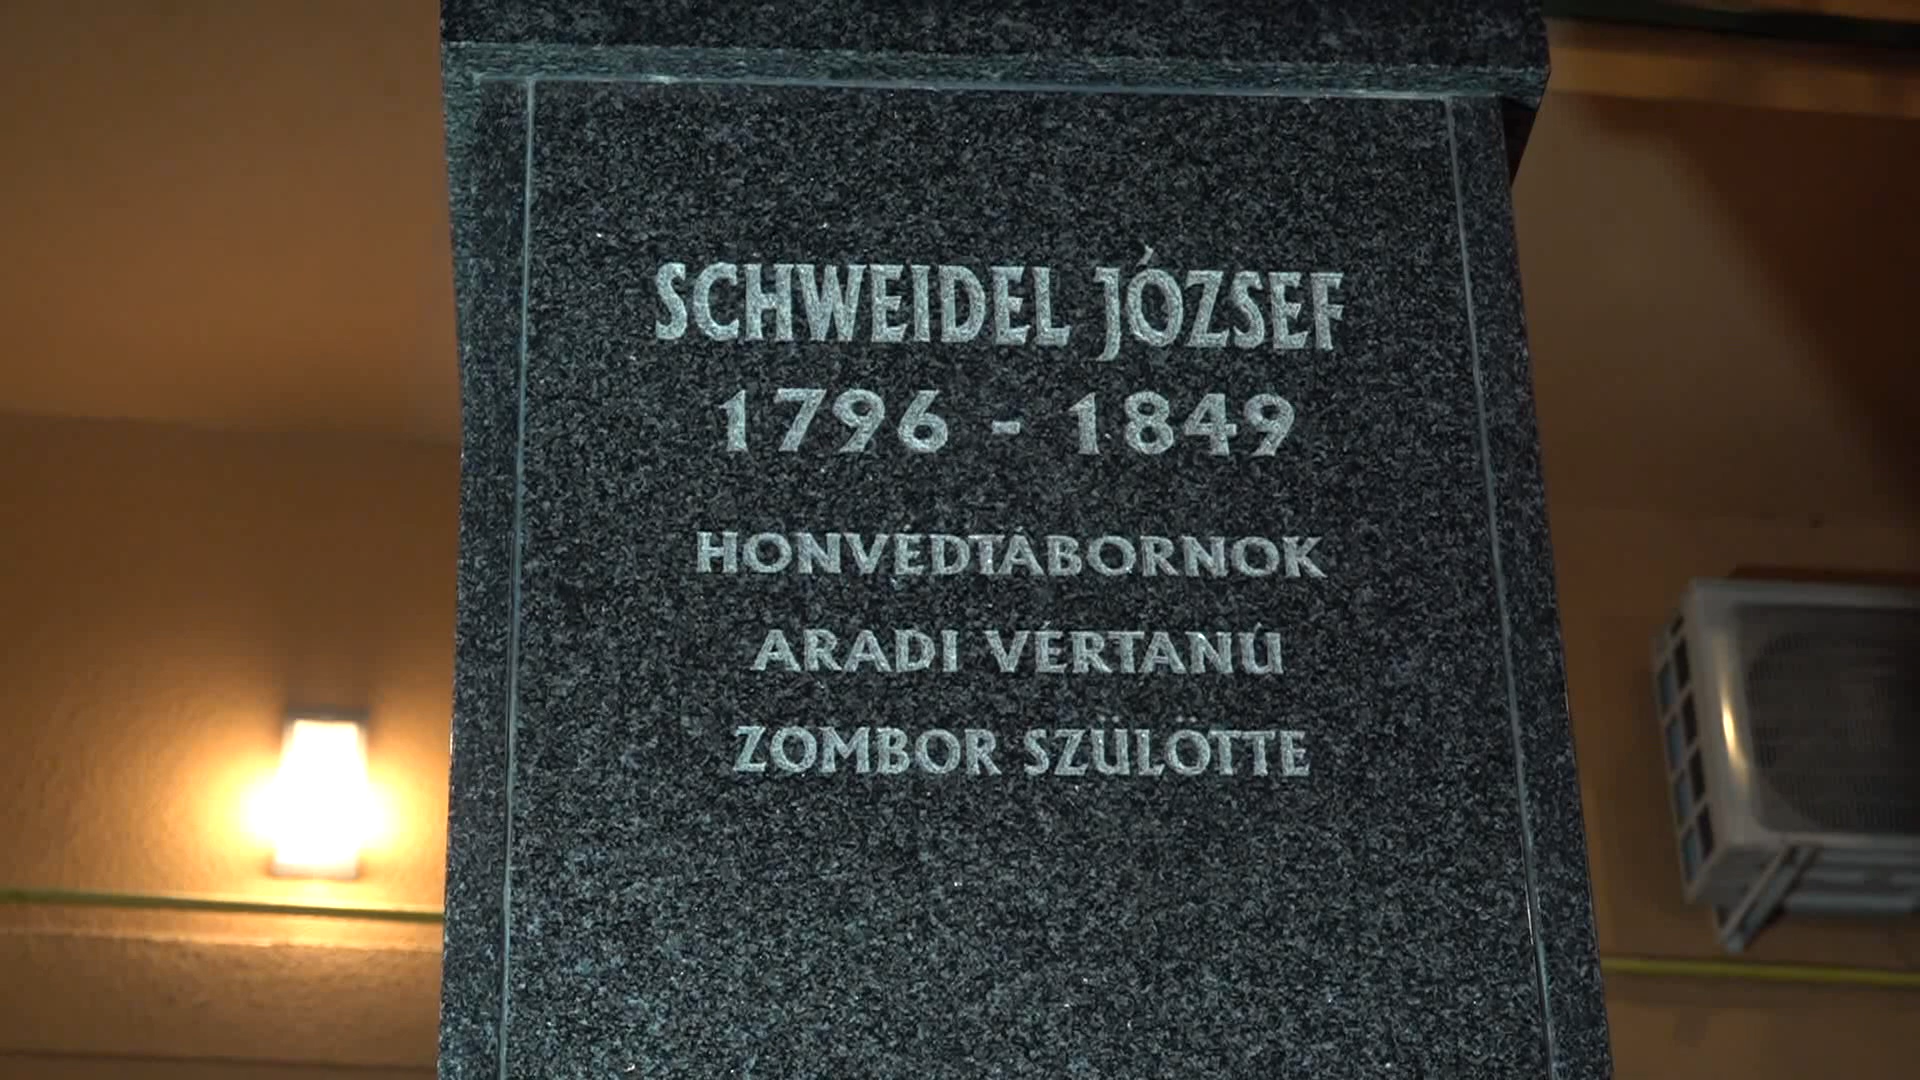 SCHWEIDEL JÓZSEF
1796 - 1849
HONVÉDTÁBORNOK
ARADI VÉRTANÚ
ZOMBOR SZÜLÖTTE